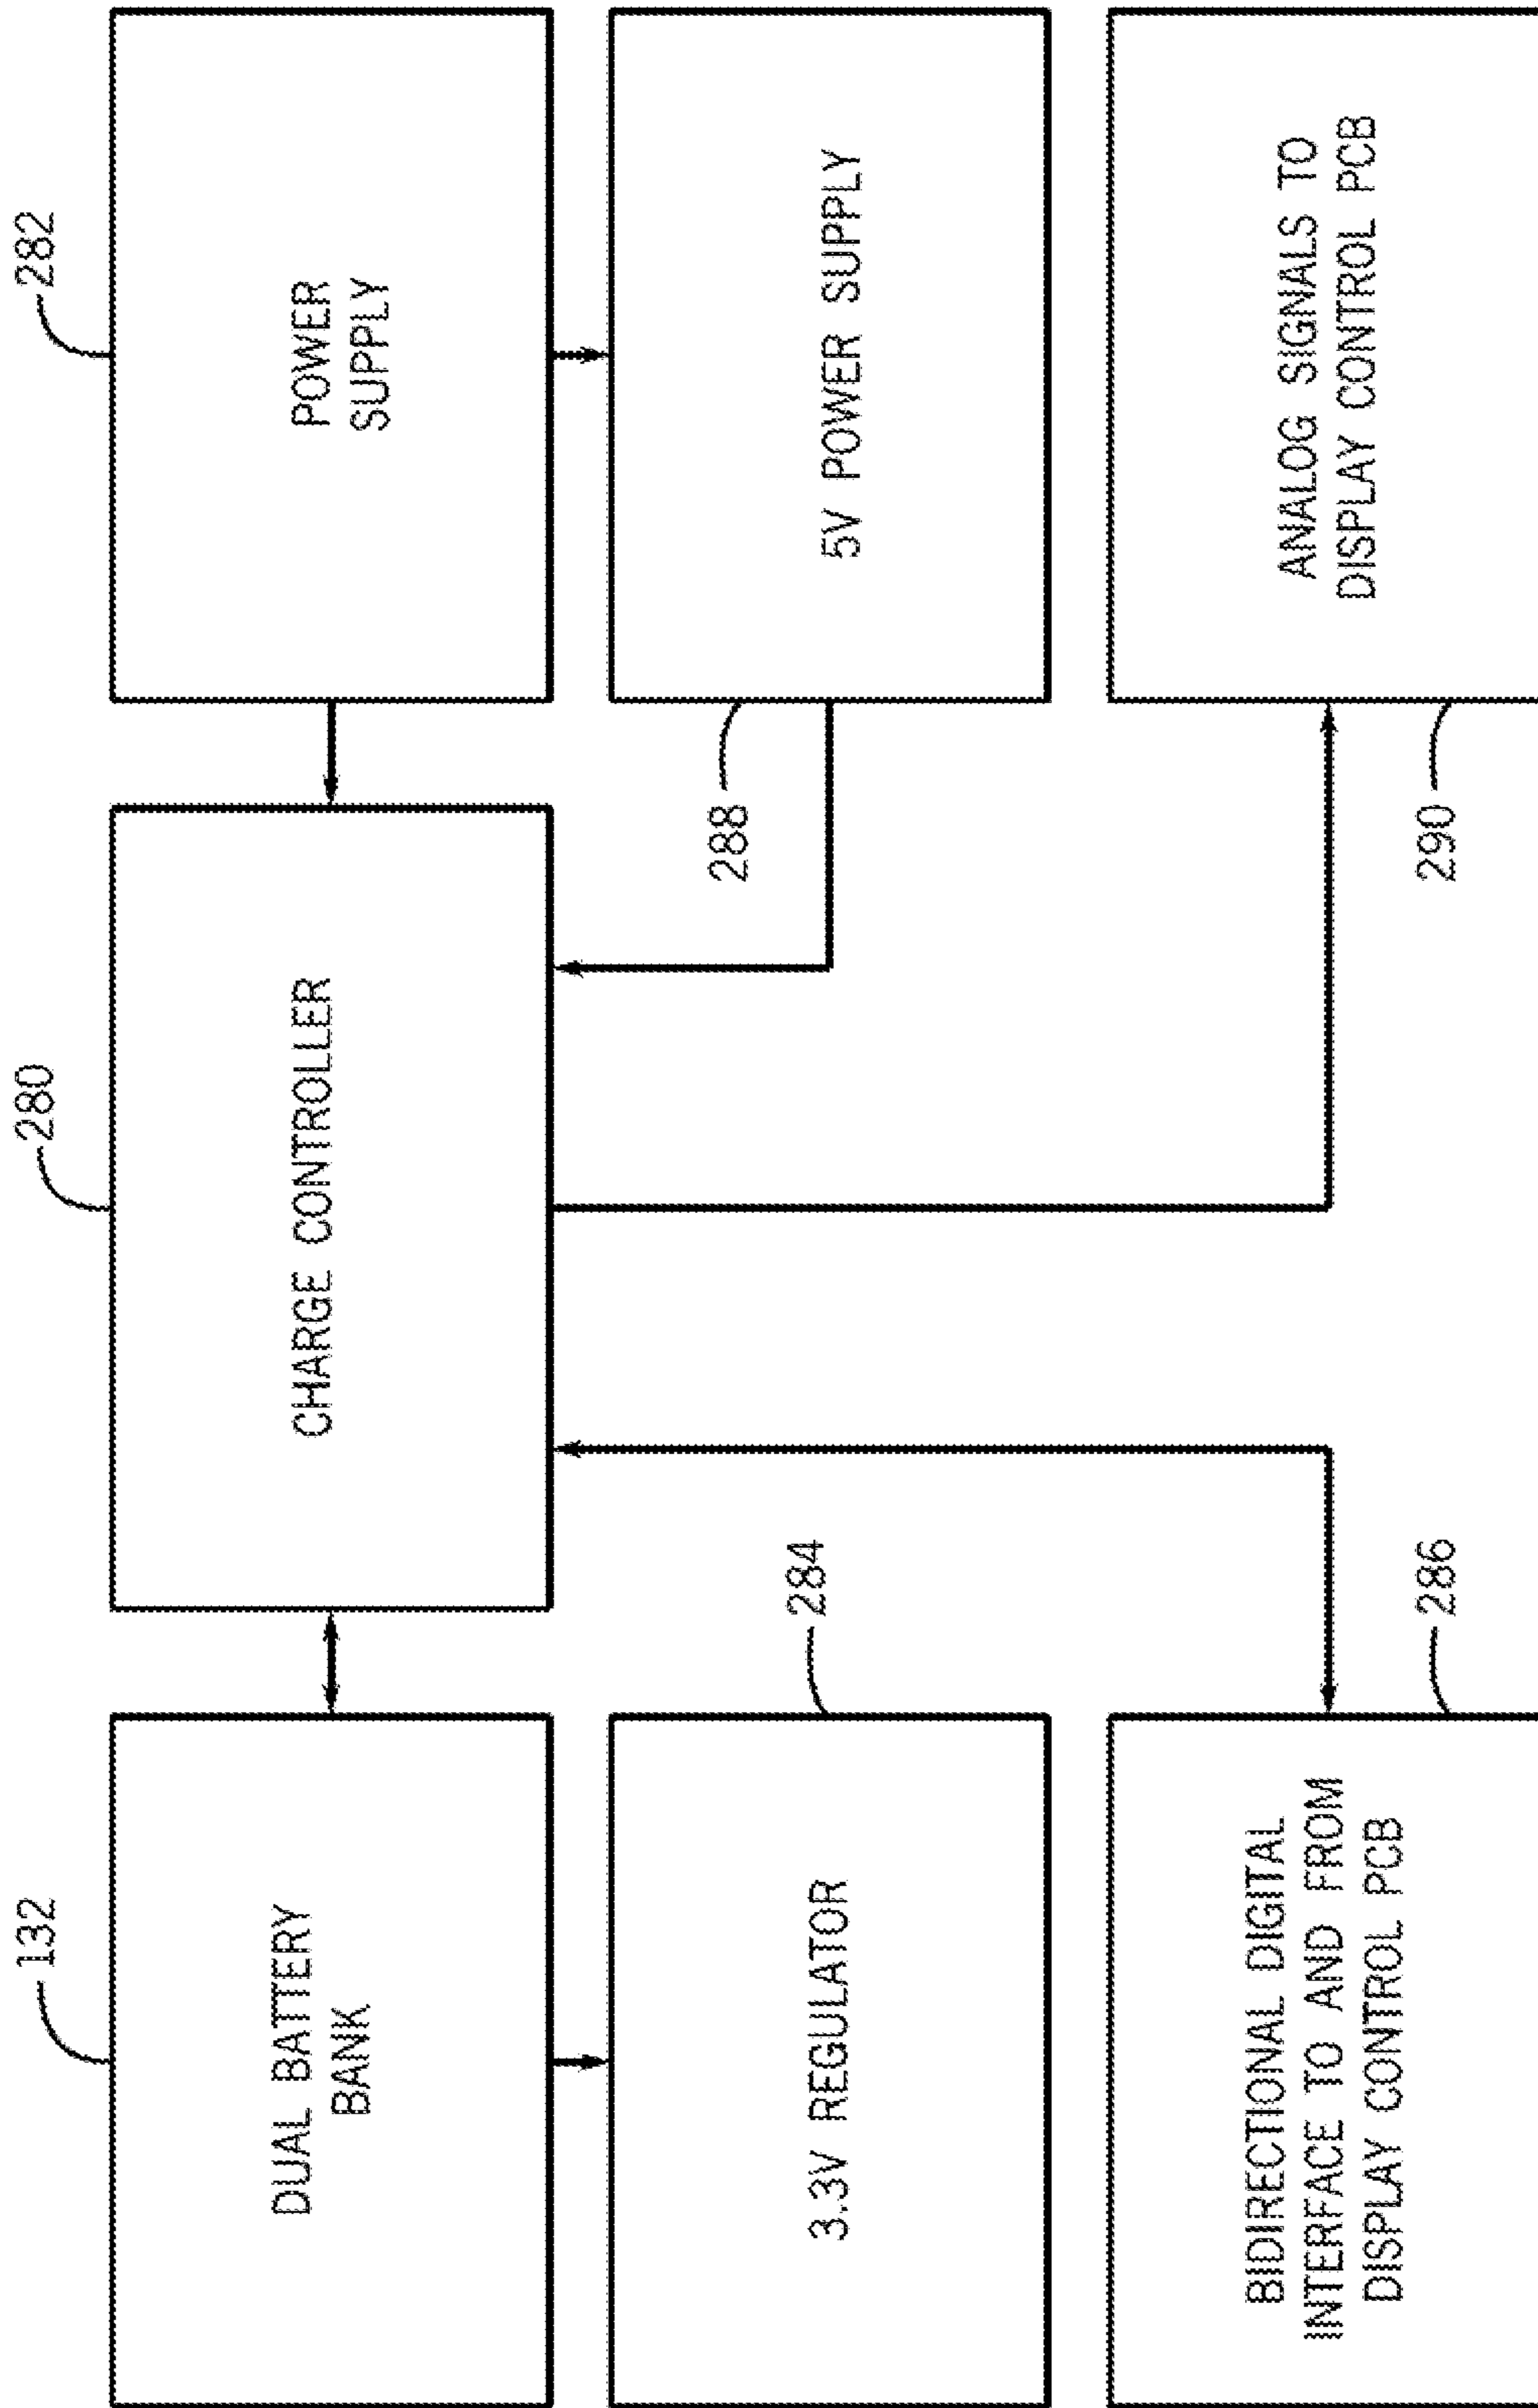 132
280
282
DUAL BATTERY
BANK
CHARGE CONTROLLER
POWER
SUPPLY
284
288
3.3V REGULATOR
5V POWER SUPPLY
BIDIRECTIONAL DIGITAL
INTERFACE TO AND FROM
DISPLAY CONTROL PCB
ANALOG SIGNALS TO
DISPLAY CONTROL PCB
286
290